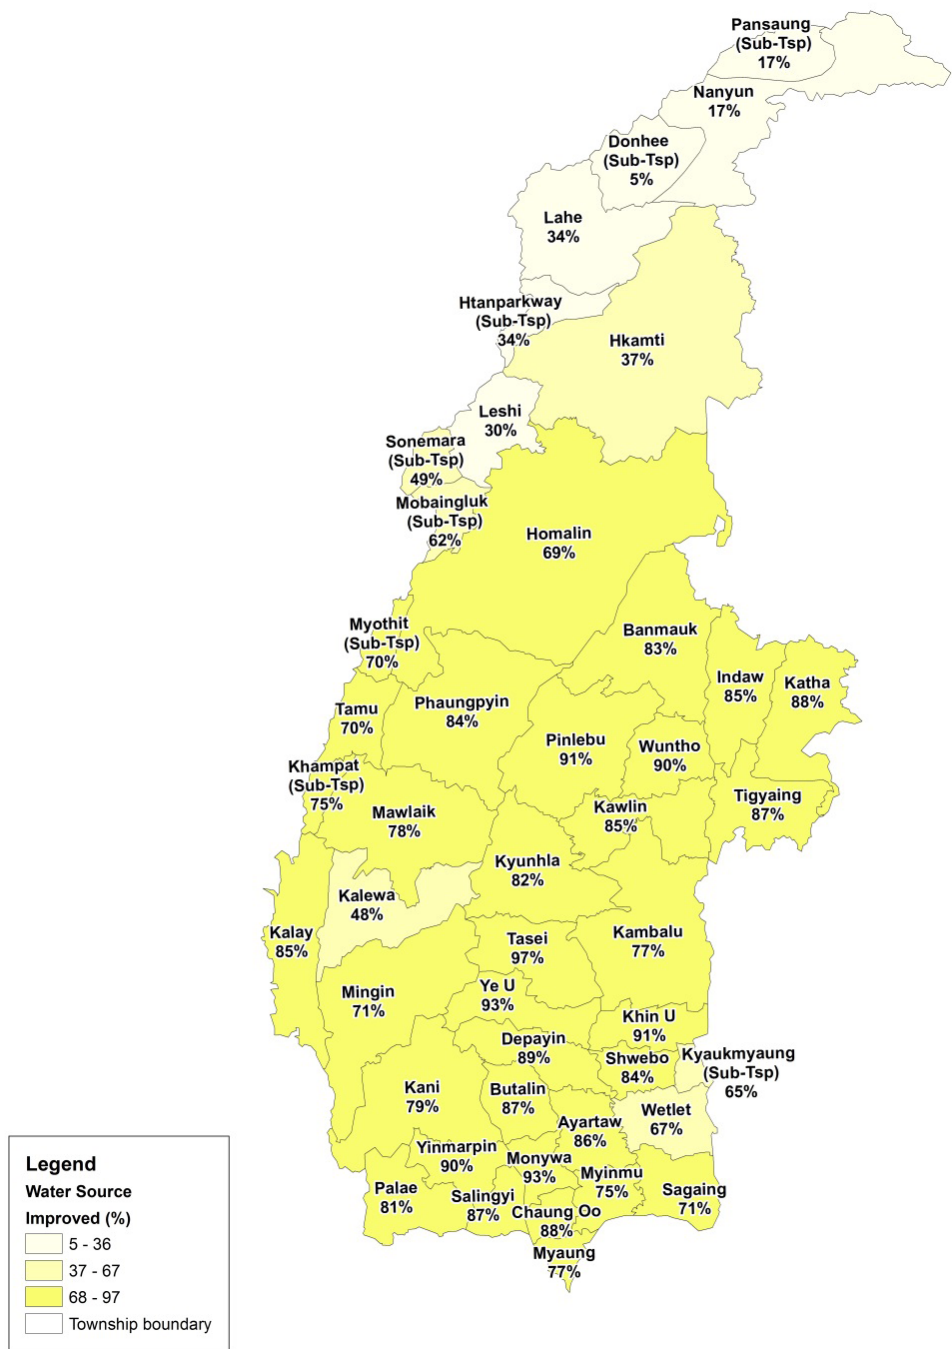 Pansaung
(Sub-Tsp)
17%
Nanyun
17%
Donhee
(Sub-Tsp)
5%
Lahe
34%
Htanparkway
(Sub-Tsp)
34%
Hkamti
37%
Leshi
30%
Sonemara
(Sub-Tsp)
49%
Mobaingluk
(Sub-Tsp)
62%
Homalin
69%
Myothit
(Sub-Tsp)
70%
Banmauk
83%
Indaw
85%
Katha
88%
Tamu
70%
Phaungpyin
84%
Pinlebu
91%
Wuntho
90%
Khampat
(Sub-Tsp)
75%
Mawlaik
78%
Kawlin
85%
Tigyaing
87%
Kyunhla
82%
Kalewa
48%
Kalay
85%
Tasei
97%
Kambalu
77%
Mingin
71%
Ye U
93%
Khin U
91%
Depayin
89%
Shwebo
84%
Kyaukmyaung
(Sub-Tsp)
65%
Kani
79%
Butalin
87%
Ayartaw
86%
Wetlet
67%
Yinmarpin
90%
Monywa
93%
Myinmu
75%
Palae
81%
Salingyi
87%
Chaung Oo
88%
Sagaing
71%
Myaung
77%
Legend
Water Source
Improved (%)
5 - 36
37 - 67
68 - 97
Township boundary